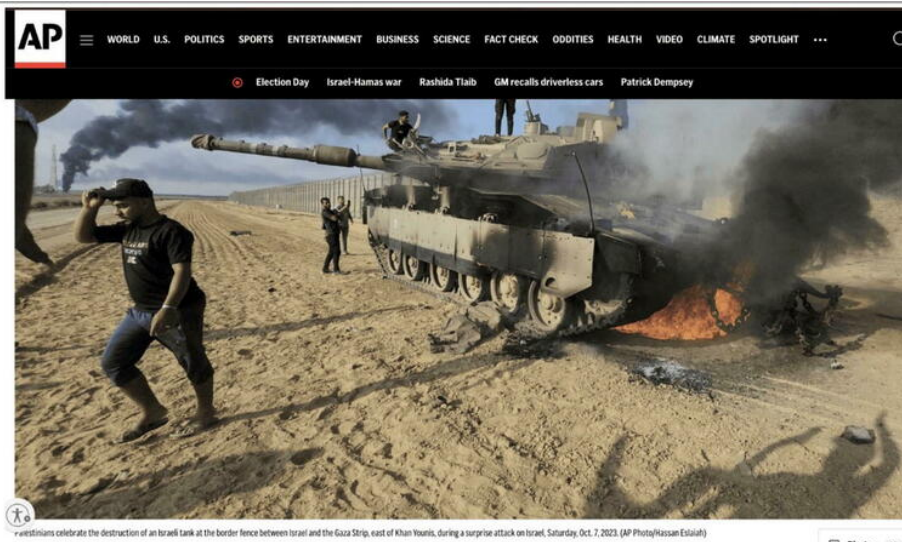 AP
WORLD U.S. POLITICS SPORTS ENTERTAINMENT BUSINESS SCIENCE FACT CHECK ODDITIES HEALTH VIDEO CLIMATE SPOTLIGHT ...
Election Day Israel-Hamas war Rashida Tlaib GM recalls driverless cars Patrick Dempsey
Palestinians celebrate the destruction of an Israeli tank at the border fence between Israel and the Gaza Strip, east of Khan Younis, during a surprise attack on Israel, Saturday, Oct. 7, 2023. (AP Photo/Hassan Eslaiah)